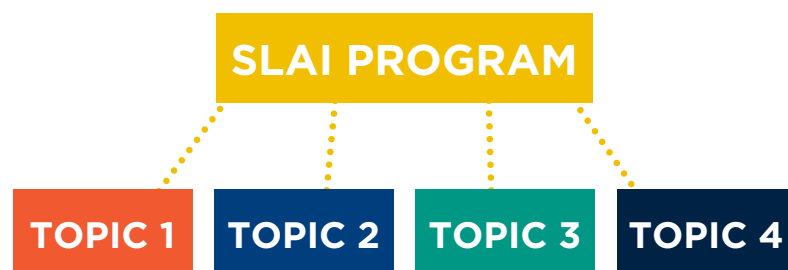 SLAI PROGRAM
TOPIC 1
TOPIC 2
TOPIC 3
TOPIC 4